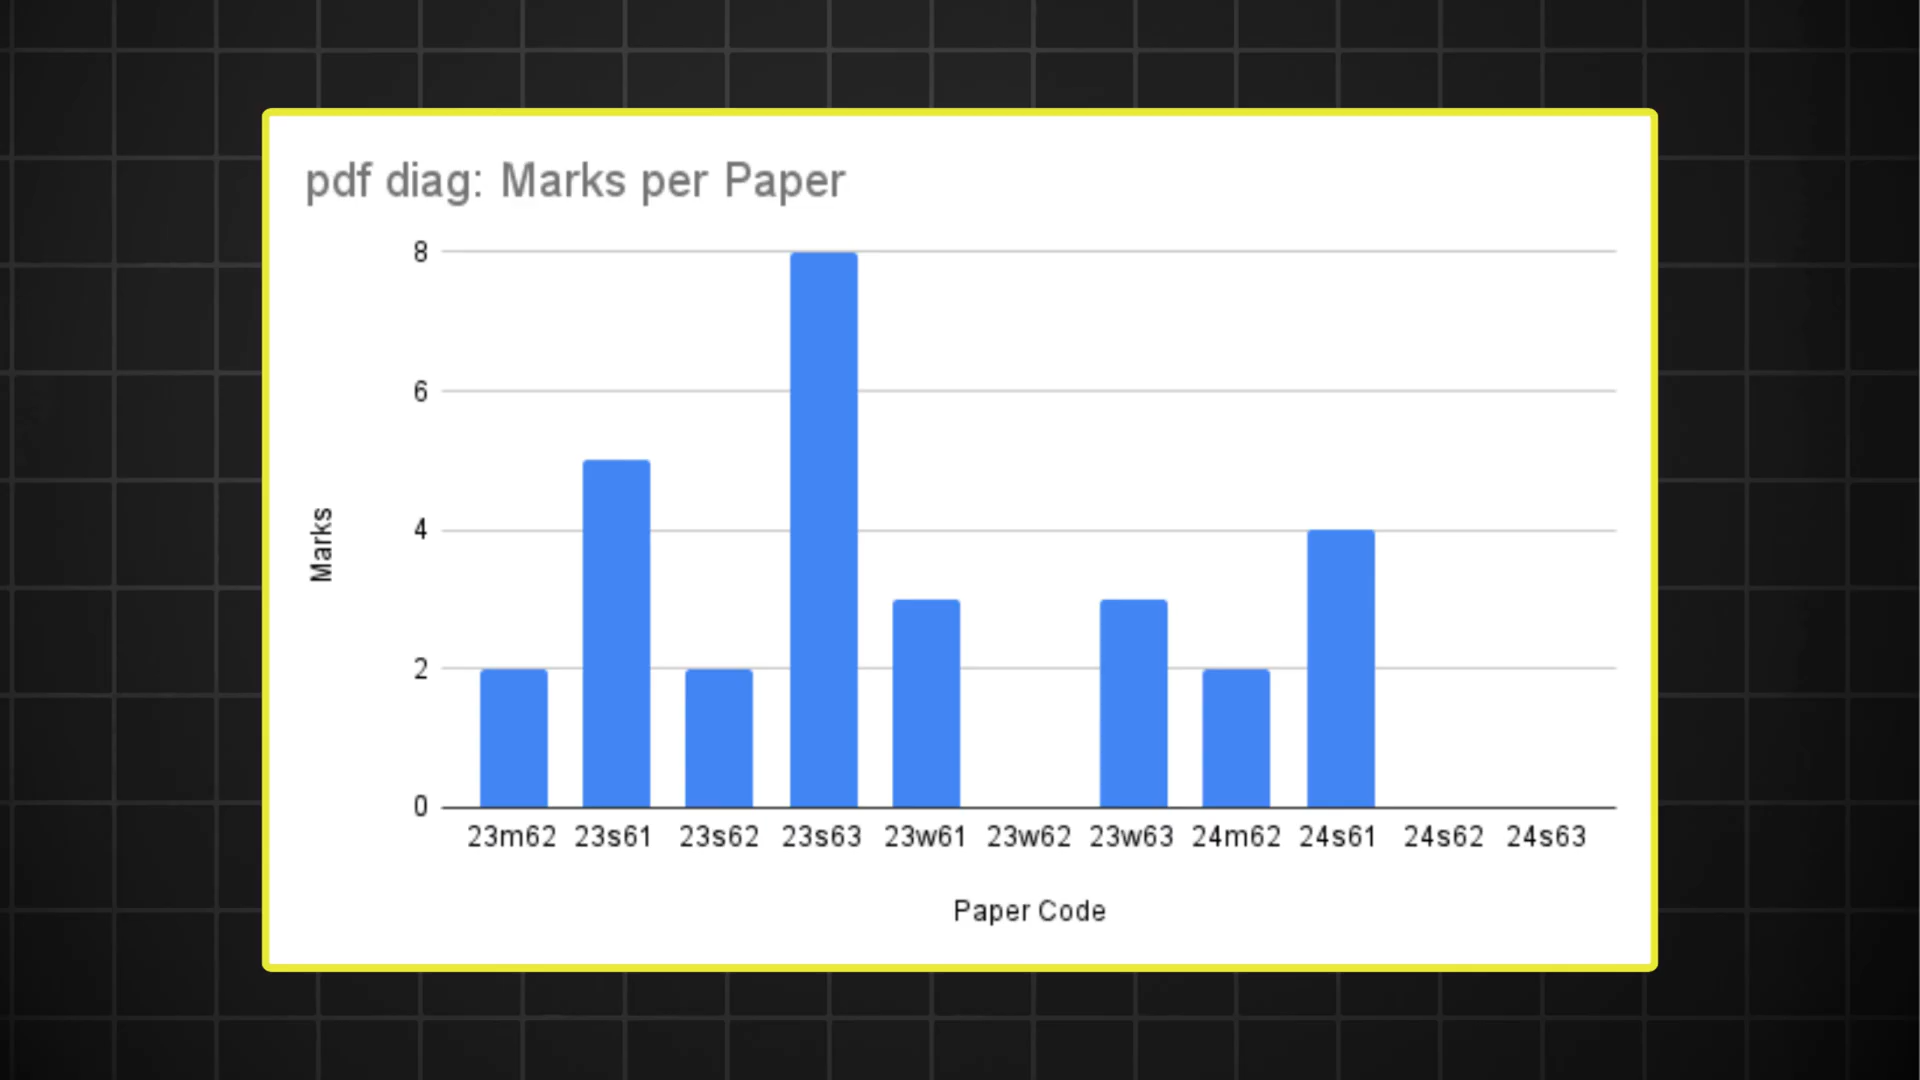 pdf diag: Marks per Paper
8
6
4
2
0
Marks
23m62 23s61 23s62 23s63 23w61 23w62 23w63 24m62 24s61 24s62 24s63
Paper Code